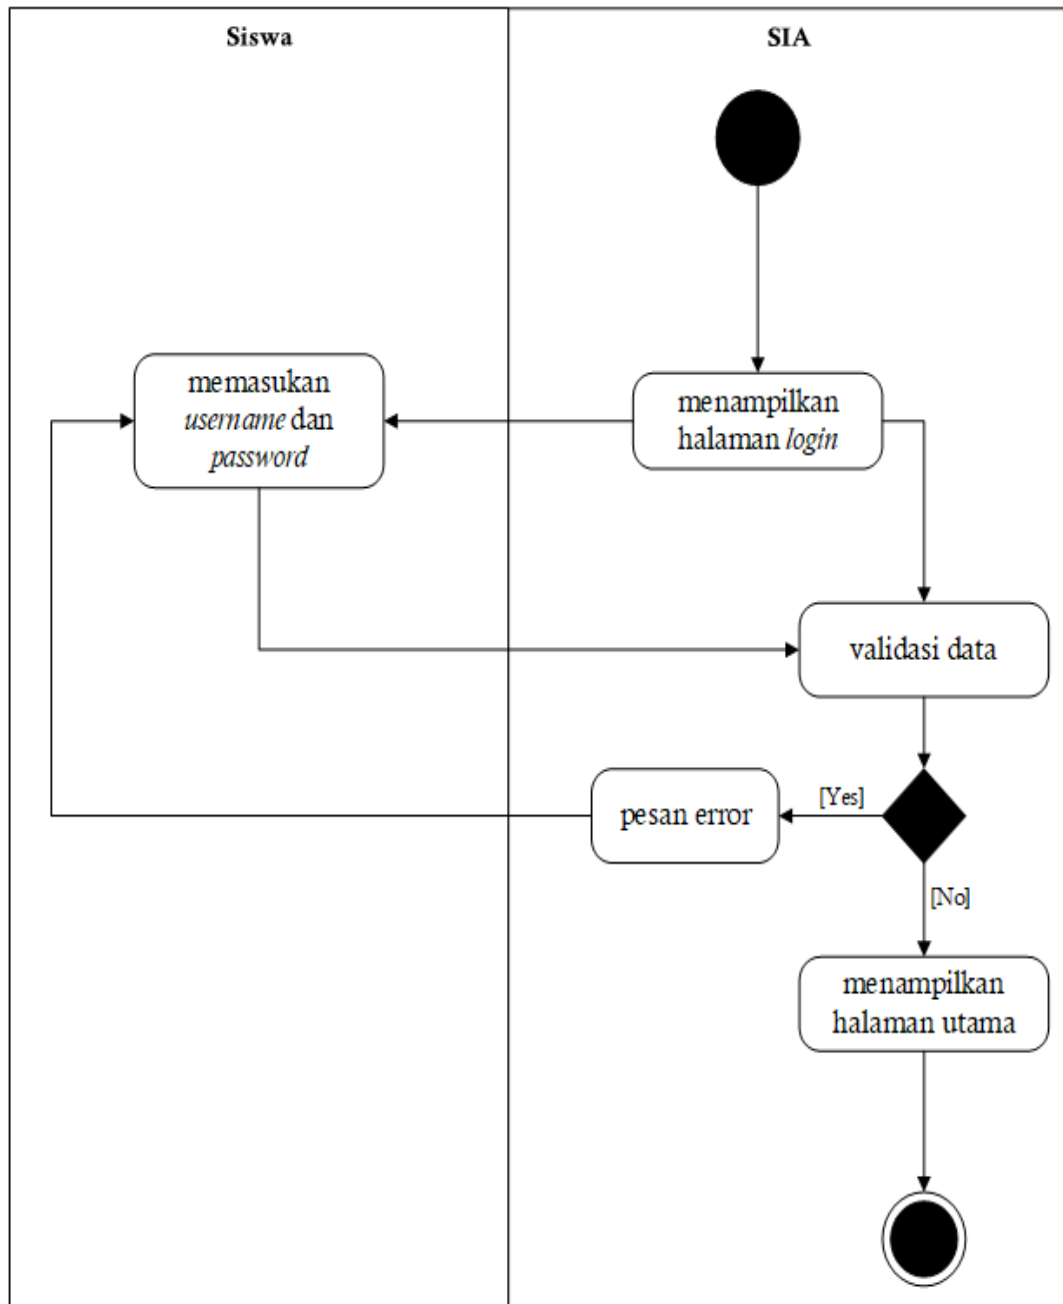 Siswa
SIA
memasukan
username dan
password
menampilkan
halaman login
validasi data
pesan error
[Yes]
[No]
menampilkan
halaman utama